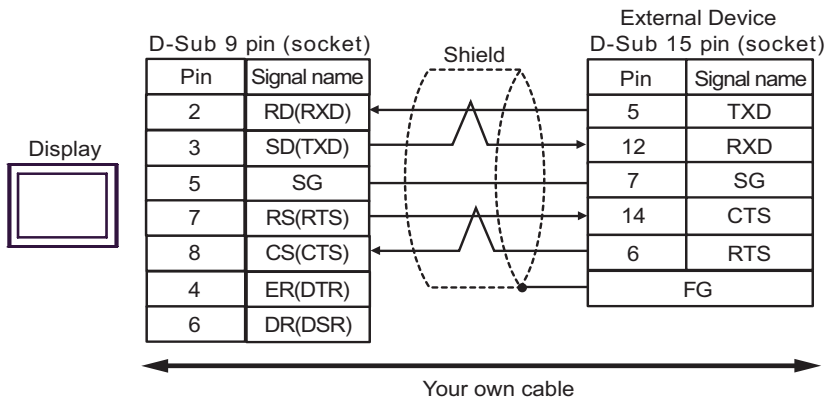 External Device
D-Sub 9 pin (socket)
Shield
D-Sub 15 pin (socket)
Pin Signal name
Pin Signal name
2 RD(RXD)
5 TXD
Display
3 SD(TXD)
12 RXD
5 SG
7 SG
7 RS(RTS)
14 CTS
8 CS(CTS)
6 RTS
4 ER(DTR)
FG
6 DR(DSR)
Your own cable